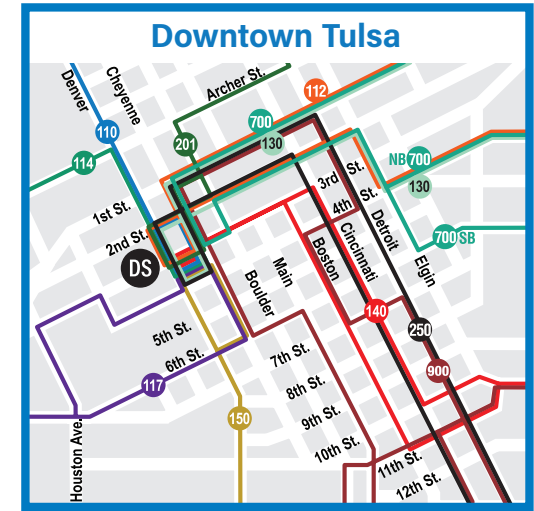 Downtown Tulsa
Denver
Cheyenne
Archer St.
112
110
700
130
201
114
NB 700
130
3rd St.
4th St.
1st St.
2nd St.
DS
Detroit
Cincinnati
Boston
Elgin
700 SB
Main
Boulder
140
250
5th St.
6th St.
7th St.
900
117
8th St.
150
9th St.
10th St.
11th St.
12th St.
Houston Ave.